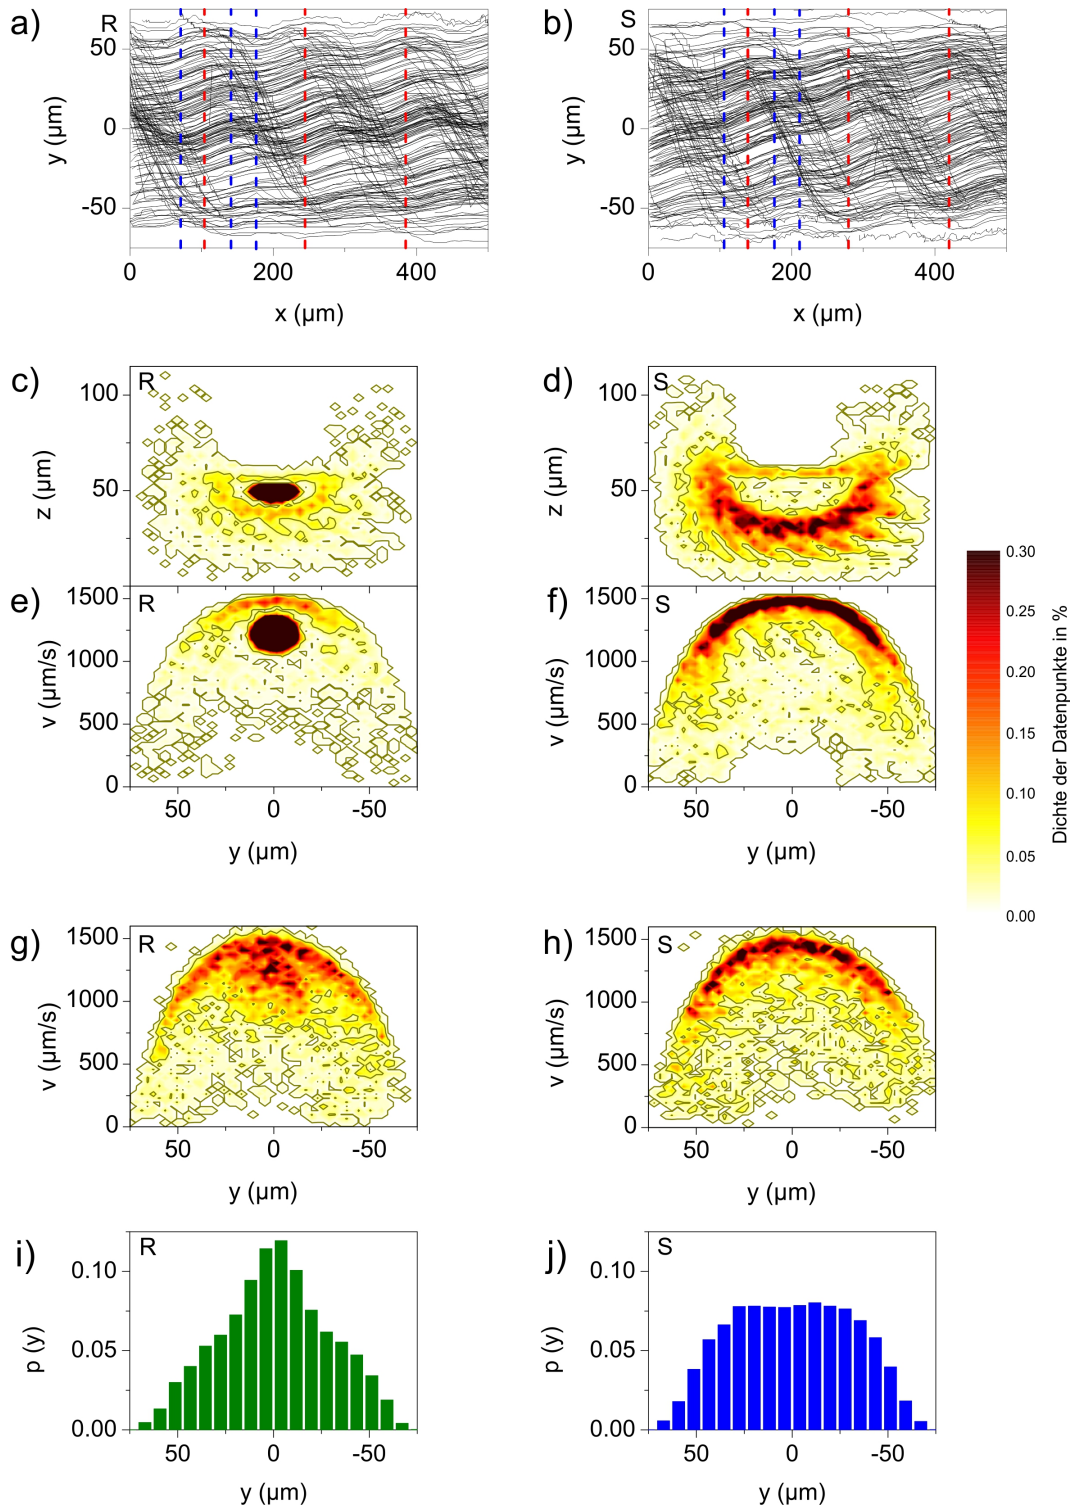 a) R b) S
50 50
0 0
-50 -50
y (µm) y (µm)
0 200 400 0 200 400
x (µm) x (µm)
c) R d) S
100 100
50 50
z (µm) z (µm)
e) R f) S
1500 1500
1000 1000
500 500
0 0
v (µm/s) v (µm/s)
50 0 -50 50 0 -50
y (µm) y (µm)
0.30
0.25
0.20
0.15
0.10
0.05
0.00
Dichte der Datenpunkte in %
g) R h) S
1500 1500
1000 1000
500 500
0 0
v (µm/s) v (µm/s)
50 0 -50 50 0 -50
y (µm) y (µm)
i) R j) S
0.10 0.10
0.05 0.05
0.00 0.00
p (y) p (y)
50 0 -50 50 0 -50
y (µm) y (µm)